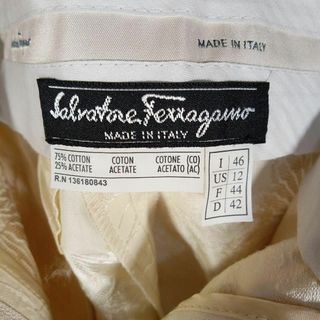 MADE IN ITALY
Salvatore Ferragamo
MADE IN ITALY
75% COTTON COTON COTONE (CO)
25% ACETATE ACETATE ACETATO (AC)
R.N 136180843
I 46
US 12
F 44
D 42